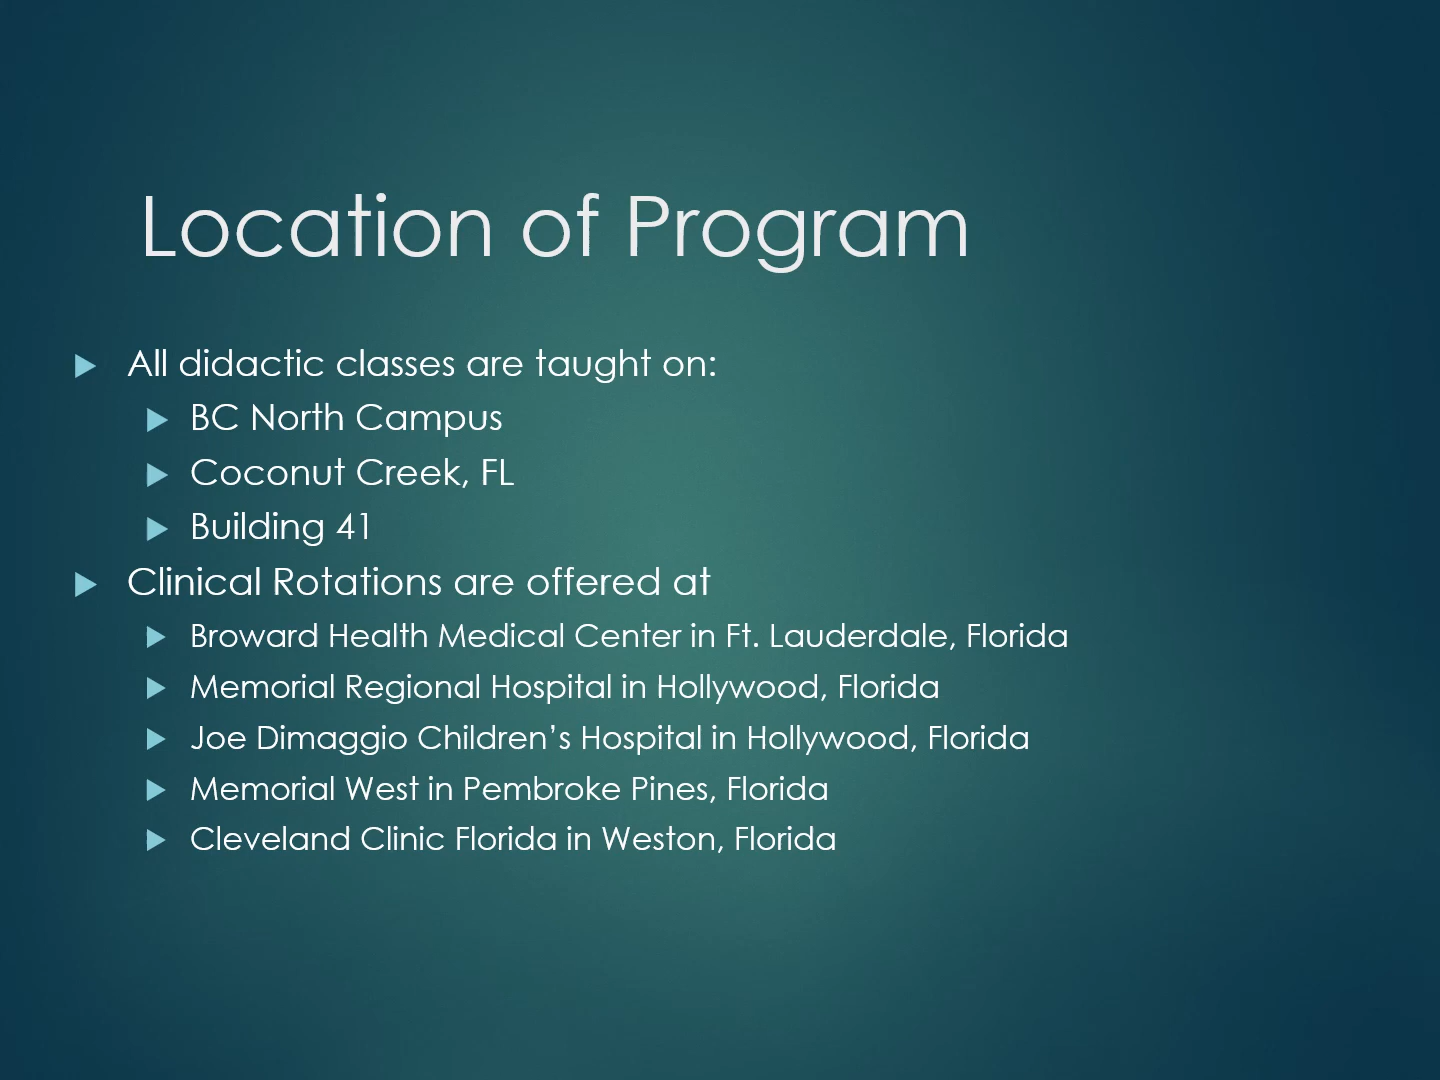 Location of Program
All didactic classes are taught on:
BC North Campus
Coconut Creek, FL
Building 41
Clinical Rotations are offered at
Broward Health Medical Center in Ft. Lauderdale, Florida
Memorial Regional Hospital in Hollywood, Florida
Joe Dimaggio Children’s Hospital in Hollywood, Florida
Memorial West in Pembroke Pines, Florida
Cleveland Clinic Florida in Weston, Florida